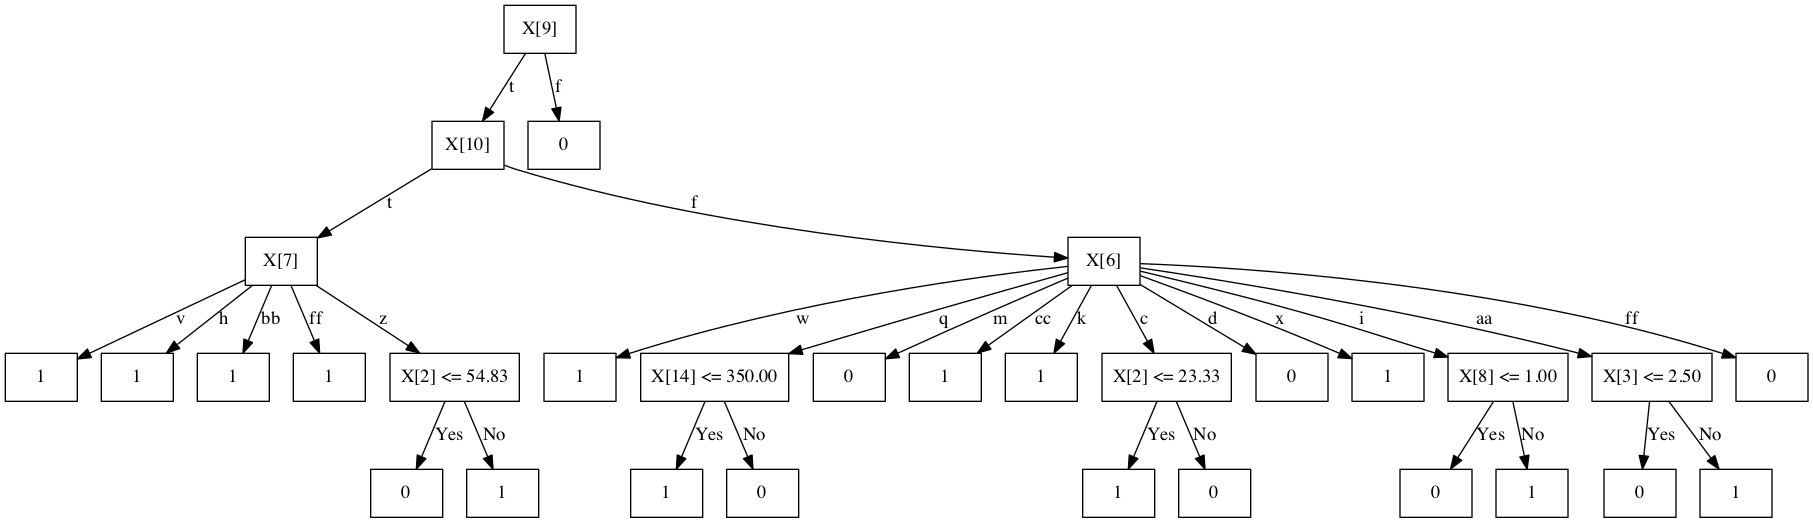 X[9]
t f
X[10] 0
t f
X[7] X[6]
v h bb ff z w q m cc k c d x i aa ff
1 1 1 1 X[2] <= 54.83 1 X[14] <= 350.00 0 1 1 X[2] <= 23.33 0 1 X[8] <= 1.00 X[3] <= 2.50 0
Yes No Yes No Yes No Yes No Yes No
0 1 1 0 1 0 0 1 0 1